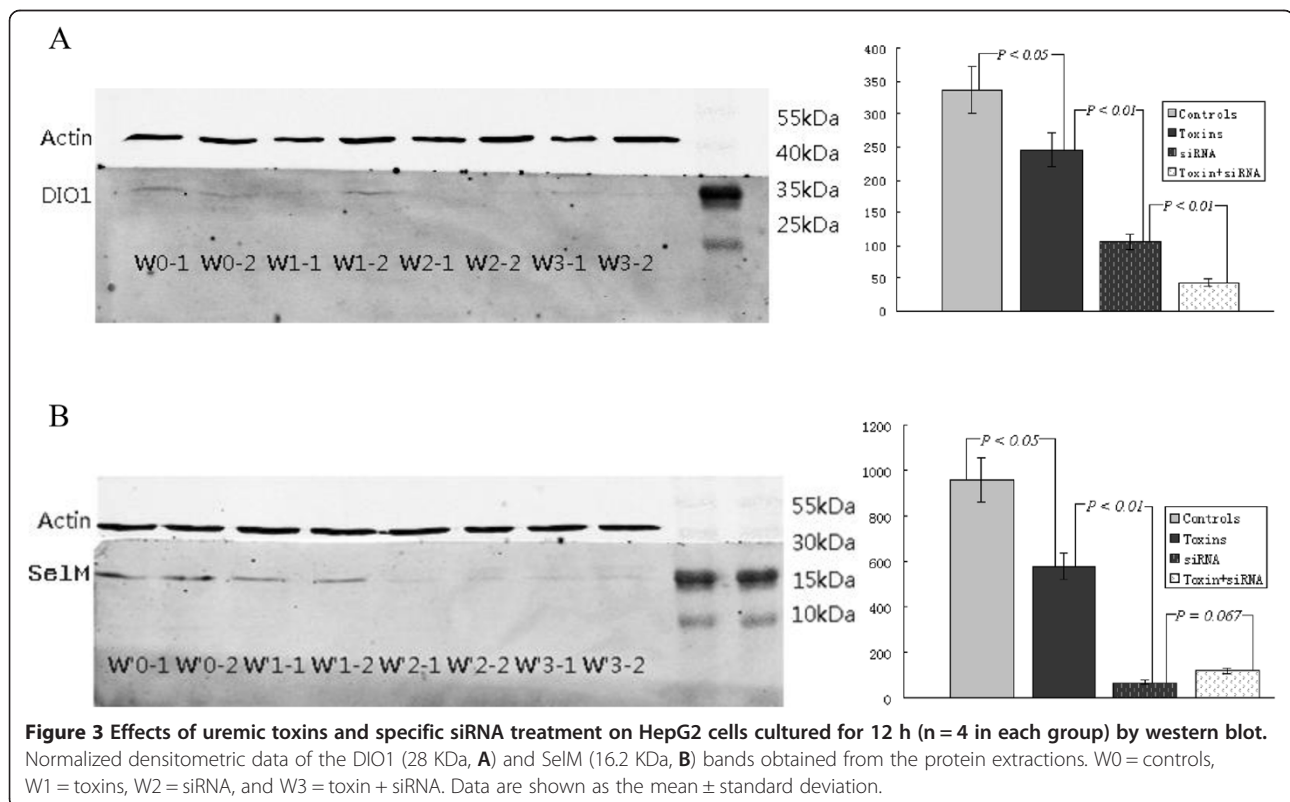 A
Actin
DIO1
W0-1 W0-2 W1-1 W1-2 W2-1 W2-2 W3-1 W3-2
55kDa
40kDa
35kDa
25kDa
400
350
300
250
200
150
100
50
0
P < 0.05
P < 0.01
P < 0.01
Controls
Toxins
siRNA
Toxin+siRNA
B
Actin
SelM
W'0-1 W'0-2 W'1-1 W'1-2 W'2-1 W'2-2 W'3-1 W'3-2
55kDa
30kDa
15kDa
10kDa
1200
1000
800
600
400
200
0
P < 0.05
P < 0.01
P = 0.067
Controls
Toxins
siRNA
Toxin+siRNA
Figure 3 Effects of uremic toxins and specific siRNA treatment on HepG2 cells cultured for 12 h (n = 4 in each group) by western blot.
Normalized densitometric data of the DIO1 (28 KDa, A) and SelM (16.2 KDa, B) bands obtained from the protein extractions. W0 = controls,
W1 = toxins, W2 = siRNA, and W3 = toxin + siRNA. Data are shown as the mean ± standard deviation.